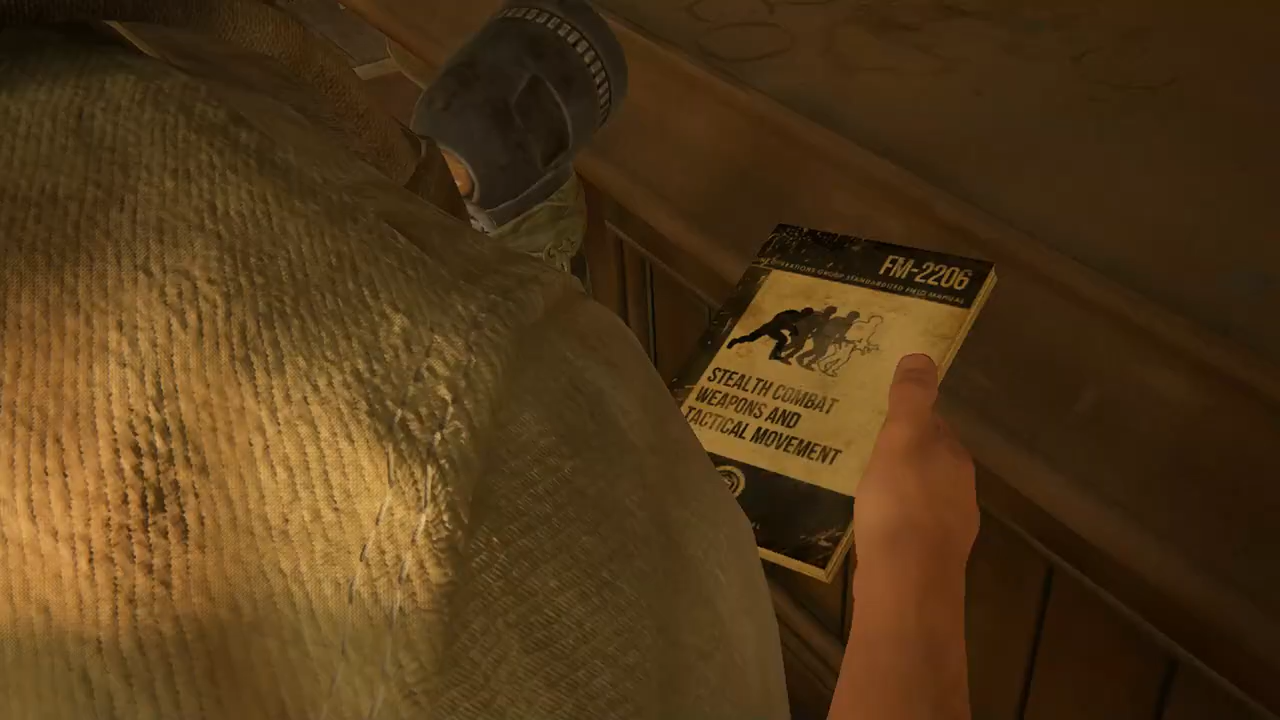 FM-2206
OPERATIONS GROUP STANDARDIZED FIELD MANUAL
STEALTH COMBAT
WEAPONS AND
TACTICAL MOVEMENT